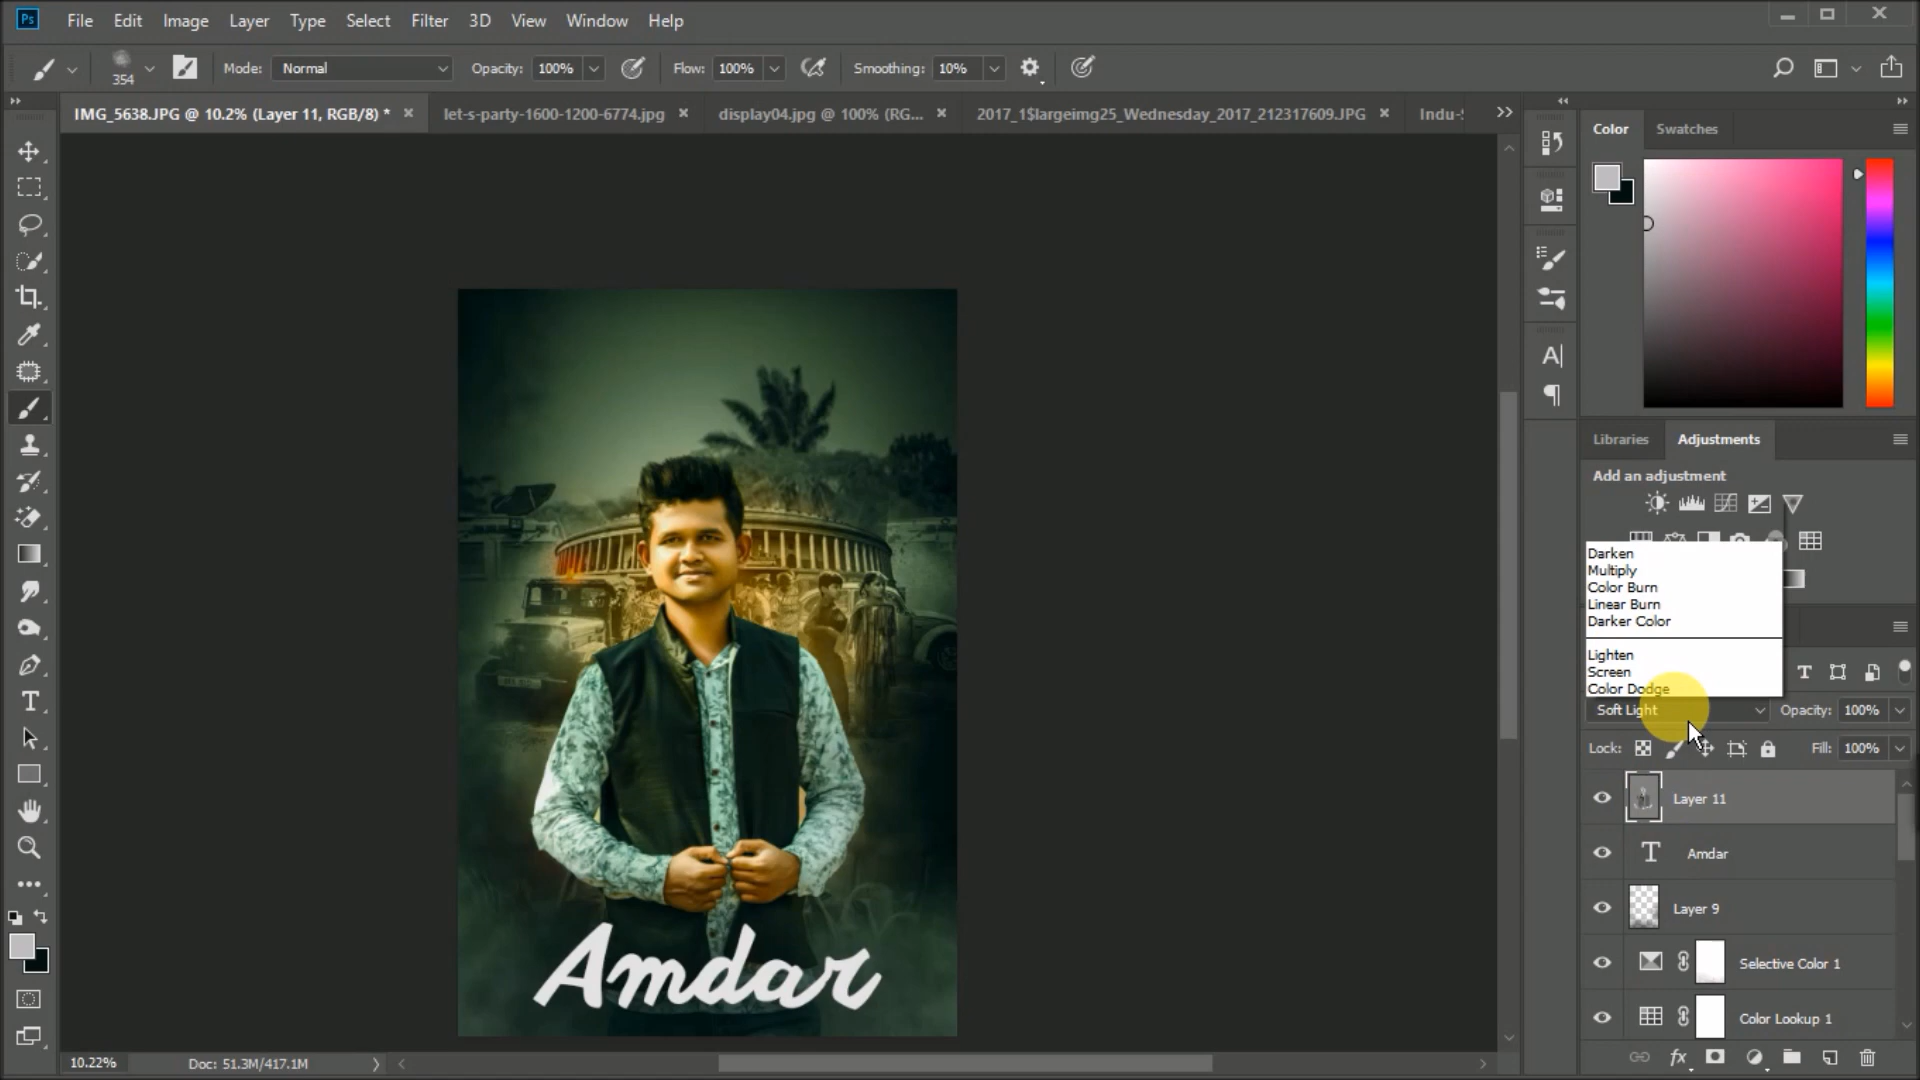 Ps File Edit Image Layer Type Select Filter 3D View Window Help
354 Mode: Normal Opacity: 100% Flow: 100% Smoothing: 10%
IMG_5638.JPG @ 10.2% (Layer 11, RGB/8) * let-s-party-1600-1200-6774.jpg display04.jpg @ 100% (RG... 2017_1$largeimg25_Wednesday_2017_212317609.JPG Indu-
Color Swatches
Libraries Adjustments
Add an adjustment
Darken
Multiply
Color Burn
Linear Burn
Darker Color
Lighten
Screen
Color Dodge
Soft Light Opacity: 100%
Lock: Fill: 100%
Layer 11
Amdar
Layer 9
Selective Color 1
Color Lookup 1
Amdar
10.22% Doc: 51.3M/417.1M